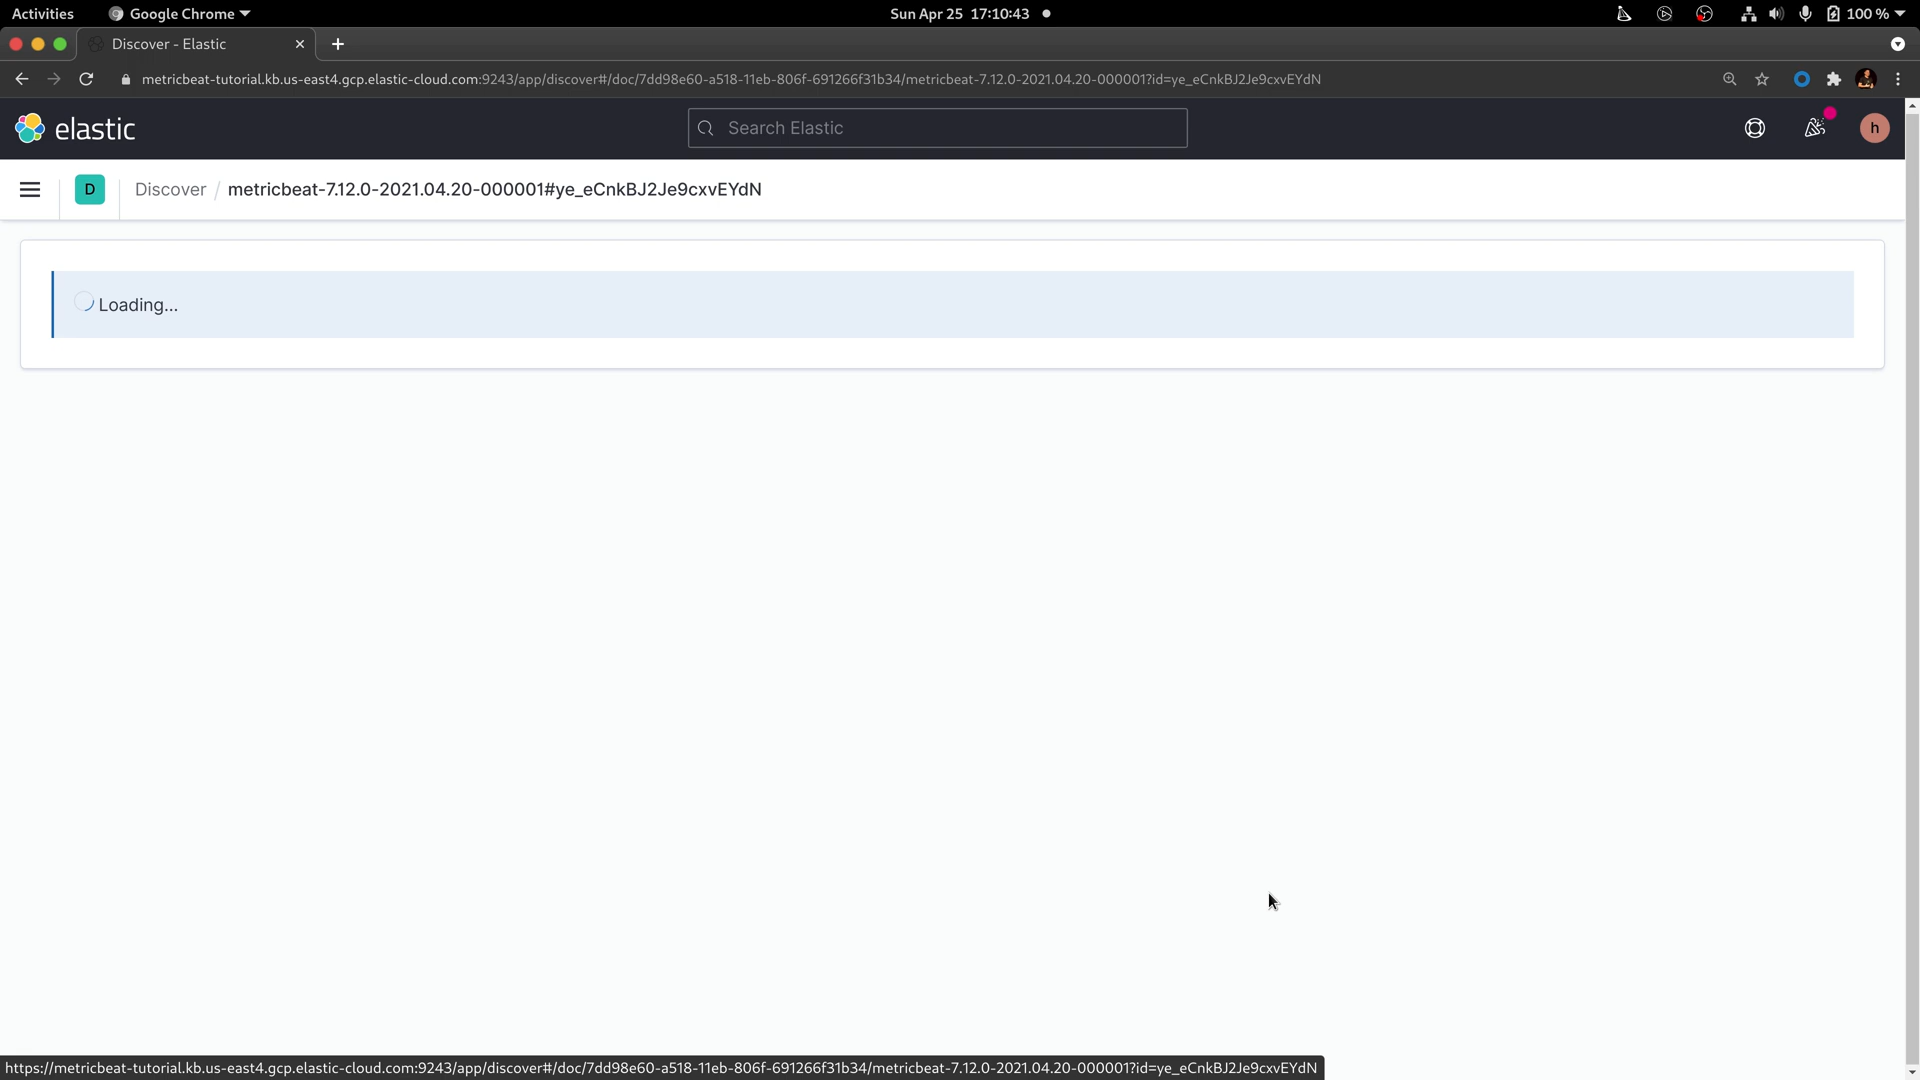 Activities Google Chrome Sun Apr 25 17:10:43 100 %
Discover - Elastic
metricbeat-tutorial.kb.us-east4.gcp.elastic-cloud.com:9243/app/discover#/doc/7dd98e60-a518-11eb-806f-691266f31b34/metricbeat-7.12.0-2021.04.20-000001?id=ye_eCnkBJ2Je9cxvEYdN
elastic Search Elastic h
D Discover / metricbeat-7.12.0-2021.04.20-000001#ye_eCnkBJ2Je9cxvEYdN
Loading...
https://metricbeat-tutorial.kb.us-east4.gcp.elastic-cloud.com:9243/app/discover#/doc/7dd98e60-a518-11eb-806f-691266f31b34/metricbeat-7.12.0-2021.04.20-000001?id=ye_eCnkBJ2Je9cxvEYdN